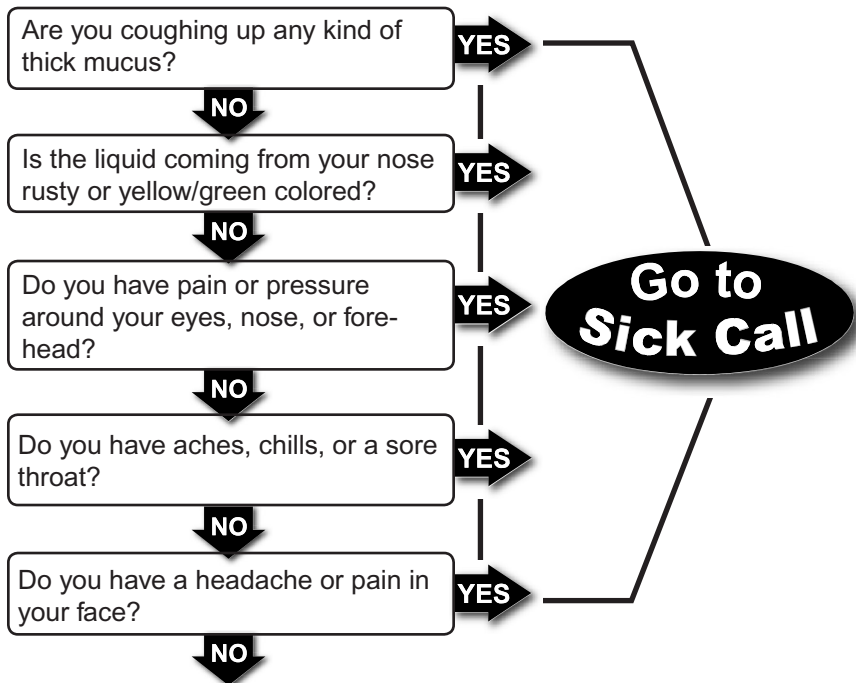 Are you coughing up any kind of
thick mucus?
YES
NO
Is the liquid coming from your nose
rusty or yellow/green colored?
YES
NO
Do you have pain or pressure
around your eyes, nose, or fore-
head?
YES
Go to
Sick Call
NO
Do you have aches, chills, or a sore
throat?
YES
NO
Do you have a headache or pain in
your face?
YES
NO